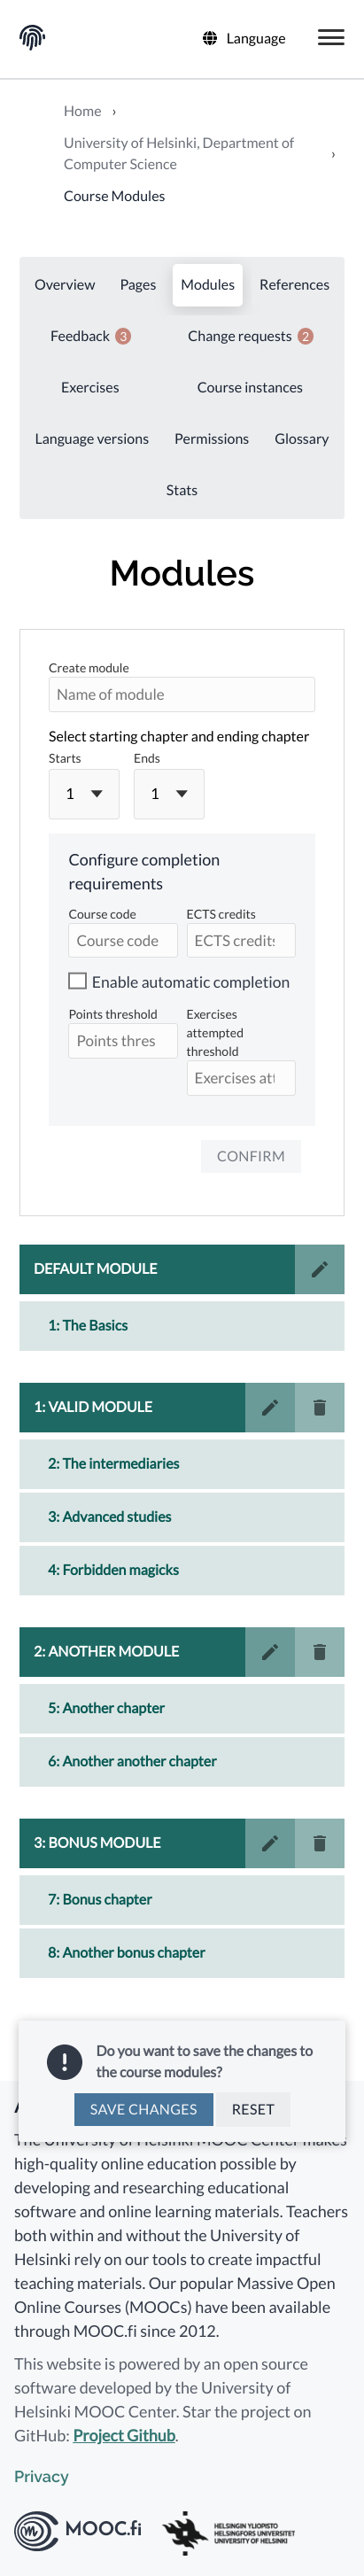 Language
Home ›
University of Helsinki, Department of
Computer Science ›
Course Modules
Overview Pages Modules References
Feedback 3 Change requests 2
Exercises Course instances
Language versions Permissions Glossary
Stats
Modules
Create module
Name of module
Select starting chapter and ending chapter
Starts Ends
1 1
Configure completion
requirements
Course code ECTS credits
Course code ECTS credits
Enable automatic completion
Points threshold Exercises
attempted
threshold
Points thres
Exercises att
CONFIRM
DEFAULT MODULE
1: The Basics
1: VALID MODULE
2: The intermediaries
3: Advanced studies
4: Forbidden magicks
2: ANOTHER MODULE
5: Another chapter
6: Another another chapter
3: BONUS MODULE
7: Bonus chapter
8: Another bonus chapter
Do you want to save the changes to
the course modules?
SAVE CHANGES RESET
The University of Helsinki MOOC Center makes
high-quality online education possible by
developing and researching educational
software and online learning materials. Teachers
both within and without the University of
Helsinki rely on our tools to create impactful
teaching materials. Our popular Massive Open
Online Courses (MOOCs) have been available
through MOOC.fi since 2012.
This website is powered by an open source
software developed by the University of
Helsinki MOOC Center. Star the project on
GitHub: Project Github.
Privacy
MOOC.fi
HELSINGIN YLIOPISTO
HELSINGFORS UNIVERSITET
UNIVERSITY OF HELSINKI